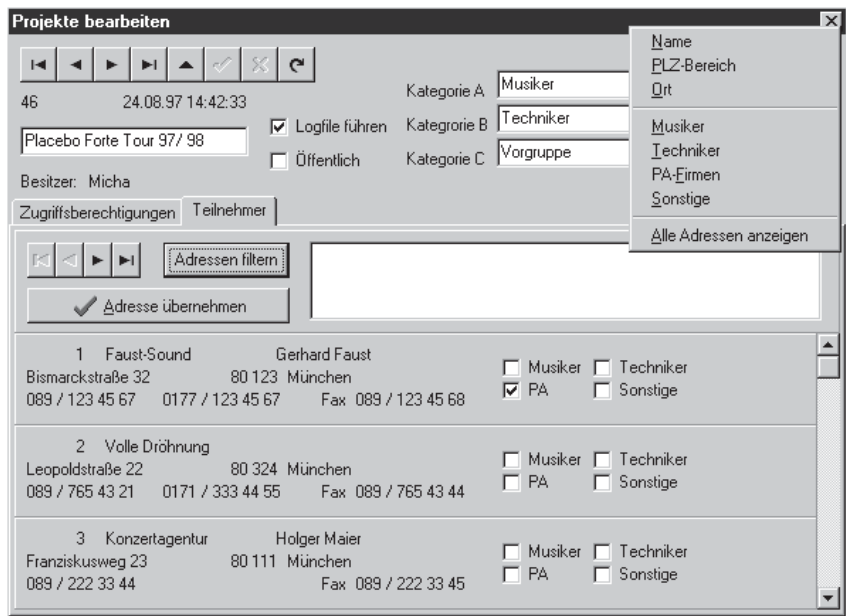 Projekte bearbeiten
46 24.08.97 14:42:33
Placebo Forte Tour 97/ 98
Besitzer: Micha
Logfile führen
Öffentlich
Kategorie A Musiker
Kategrorie B Techniker
Kategorie C Vorgruppe
Name
PLZ-Bereich
Ort
Musiker
Techniker
PA-Firmen
Sonstige
Alle Adressen anzeigen
Zugriffsberechtigungen Teilnehmer
Adressen filtern
Adresse übernehmen
1 Faust-Sound Gerhard Faust
Bismarckstraße 32 80 123 München
089 / 123 45 67 0177 / 123 45 67 Fax 089 / 123 45 68
Musiker Techniker
PA Sonstige
2 Volle Dröhnung
Leopoldstraße 22 80 324 München
089 / 765 43 21 0171 / 333 44 55 Fax 089 / 765 43 44
Musiker Techniker
PA Sonstige
3 Konzertagentur Holger Maier
Franziskusweg 23 80 111 München
089 / 222 33 44 Fax 089 / 222 33 45
Musiker Techniker
PA Sonstige